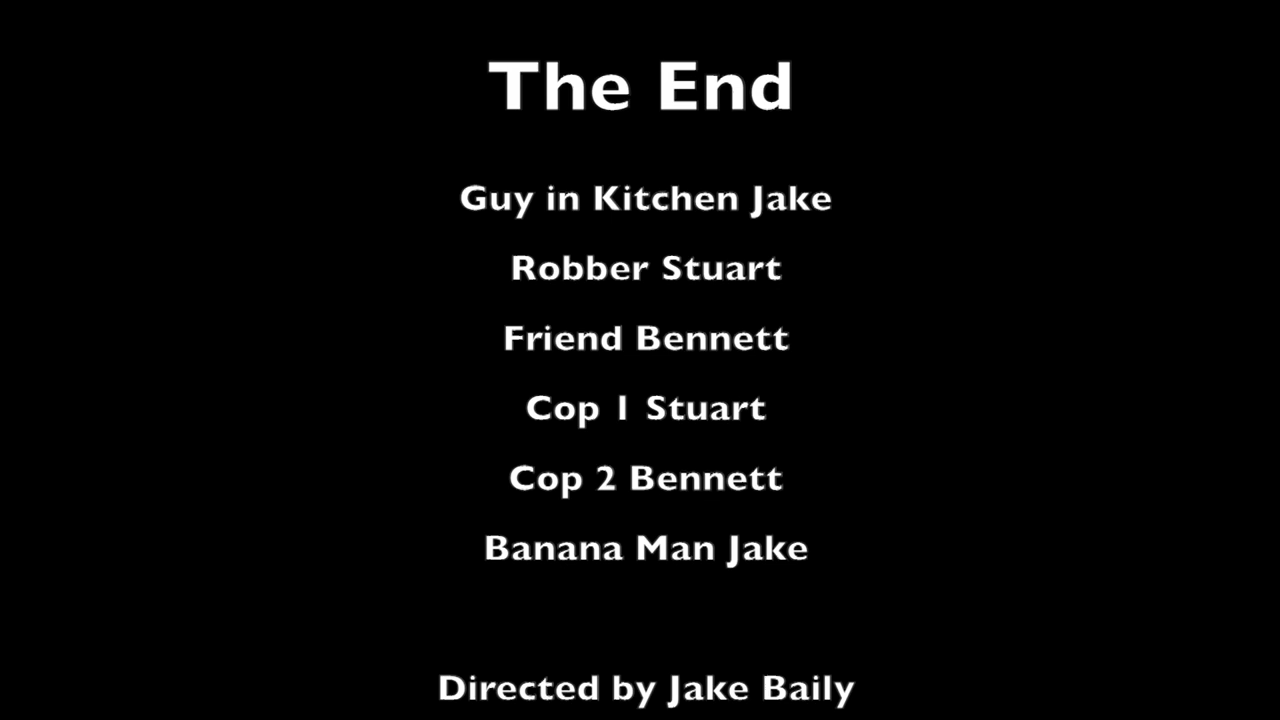 The End
Guy in Kitchen Jake
Robber Stuart
Friend Bennett
Cop 1 Stuart
Cop 2 Bennett
Banana Man Jake
Directed by Jake Baily